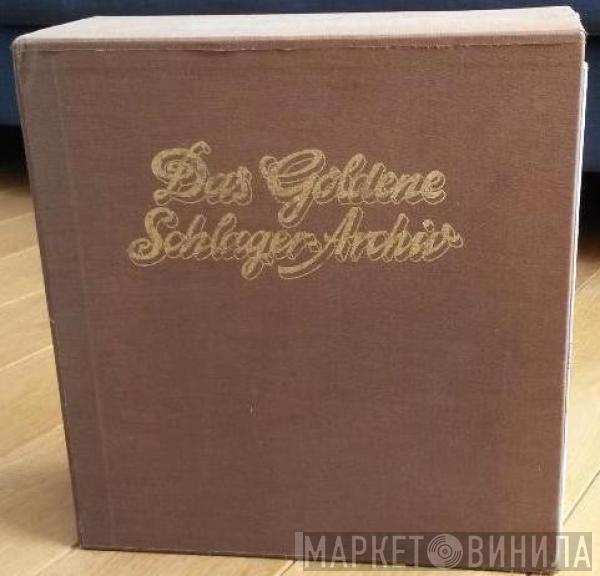 Das Goldene
Schlager-Archiv
МАРКЕТ ВИНИЛА